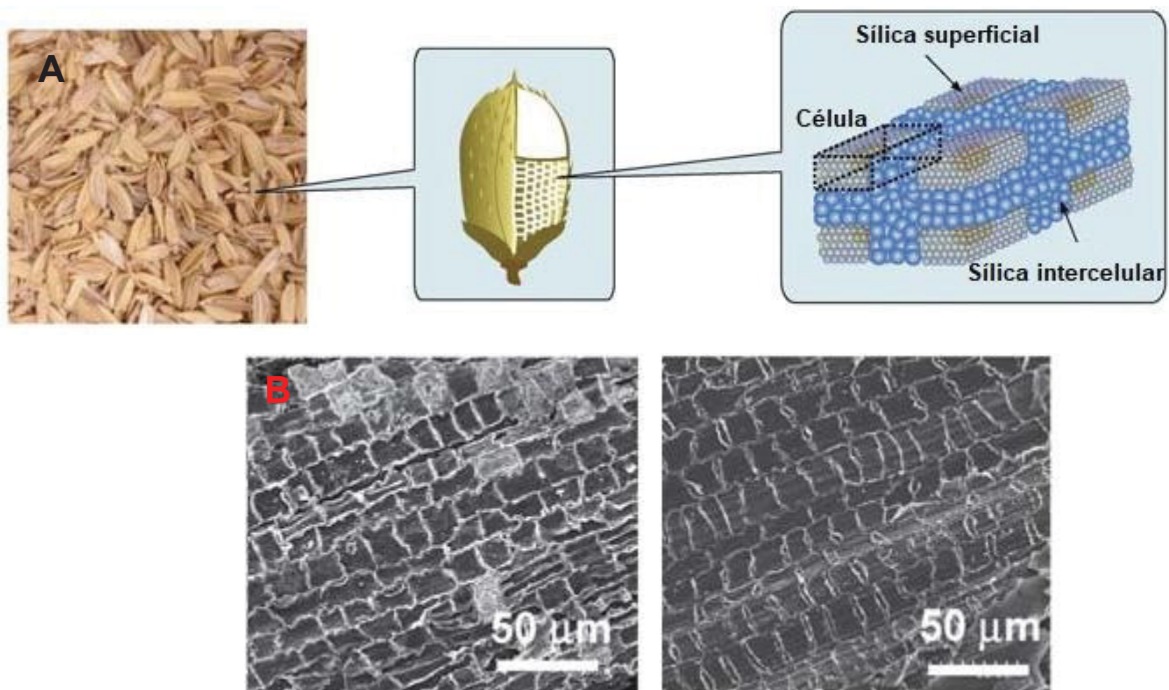 A
Sílica superficial
Célula
Sílica intercelular
B
50 μm
50 μm